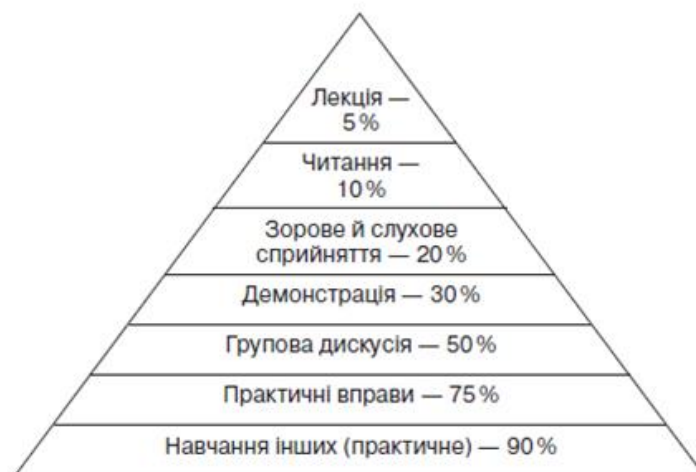 Лекція —
5 %
Читання —
10 %
Зорове й слухове
сприйняття — 20 %
Демонстрація — 30 %
Групова дискусія — 50 %
Практичні вправи — 75 %
Навчання інших (практичне) — 90 %